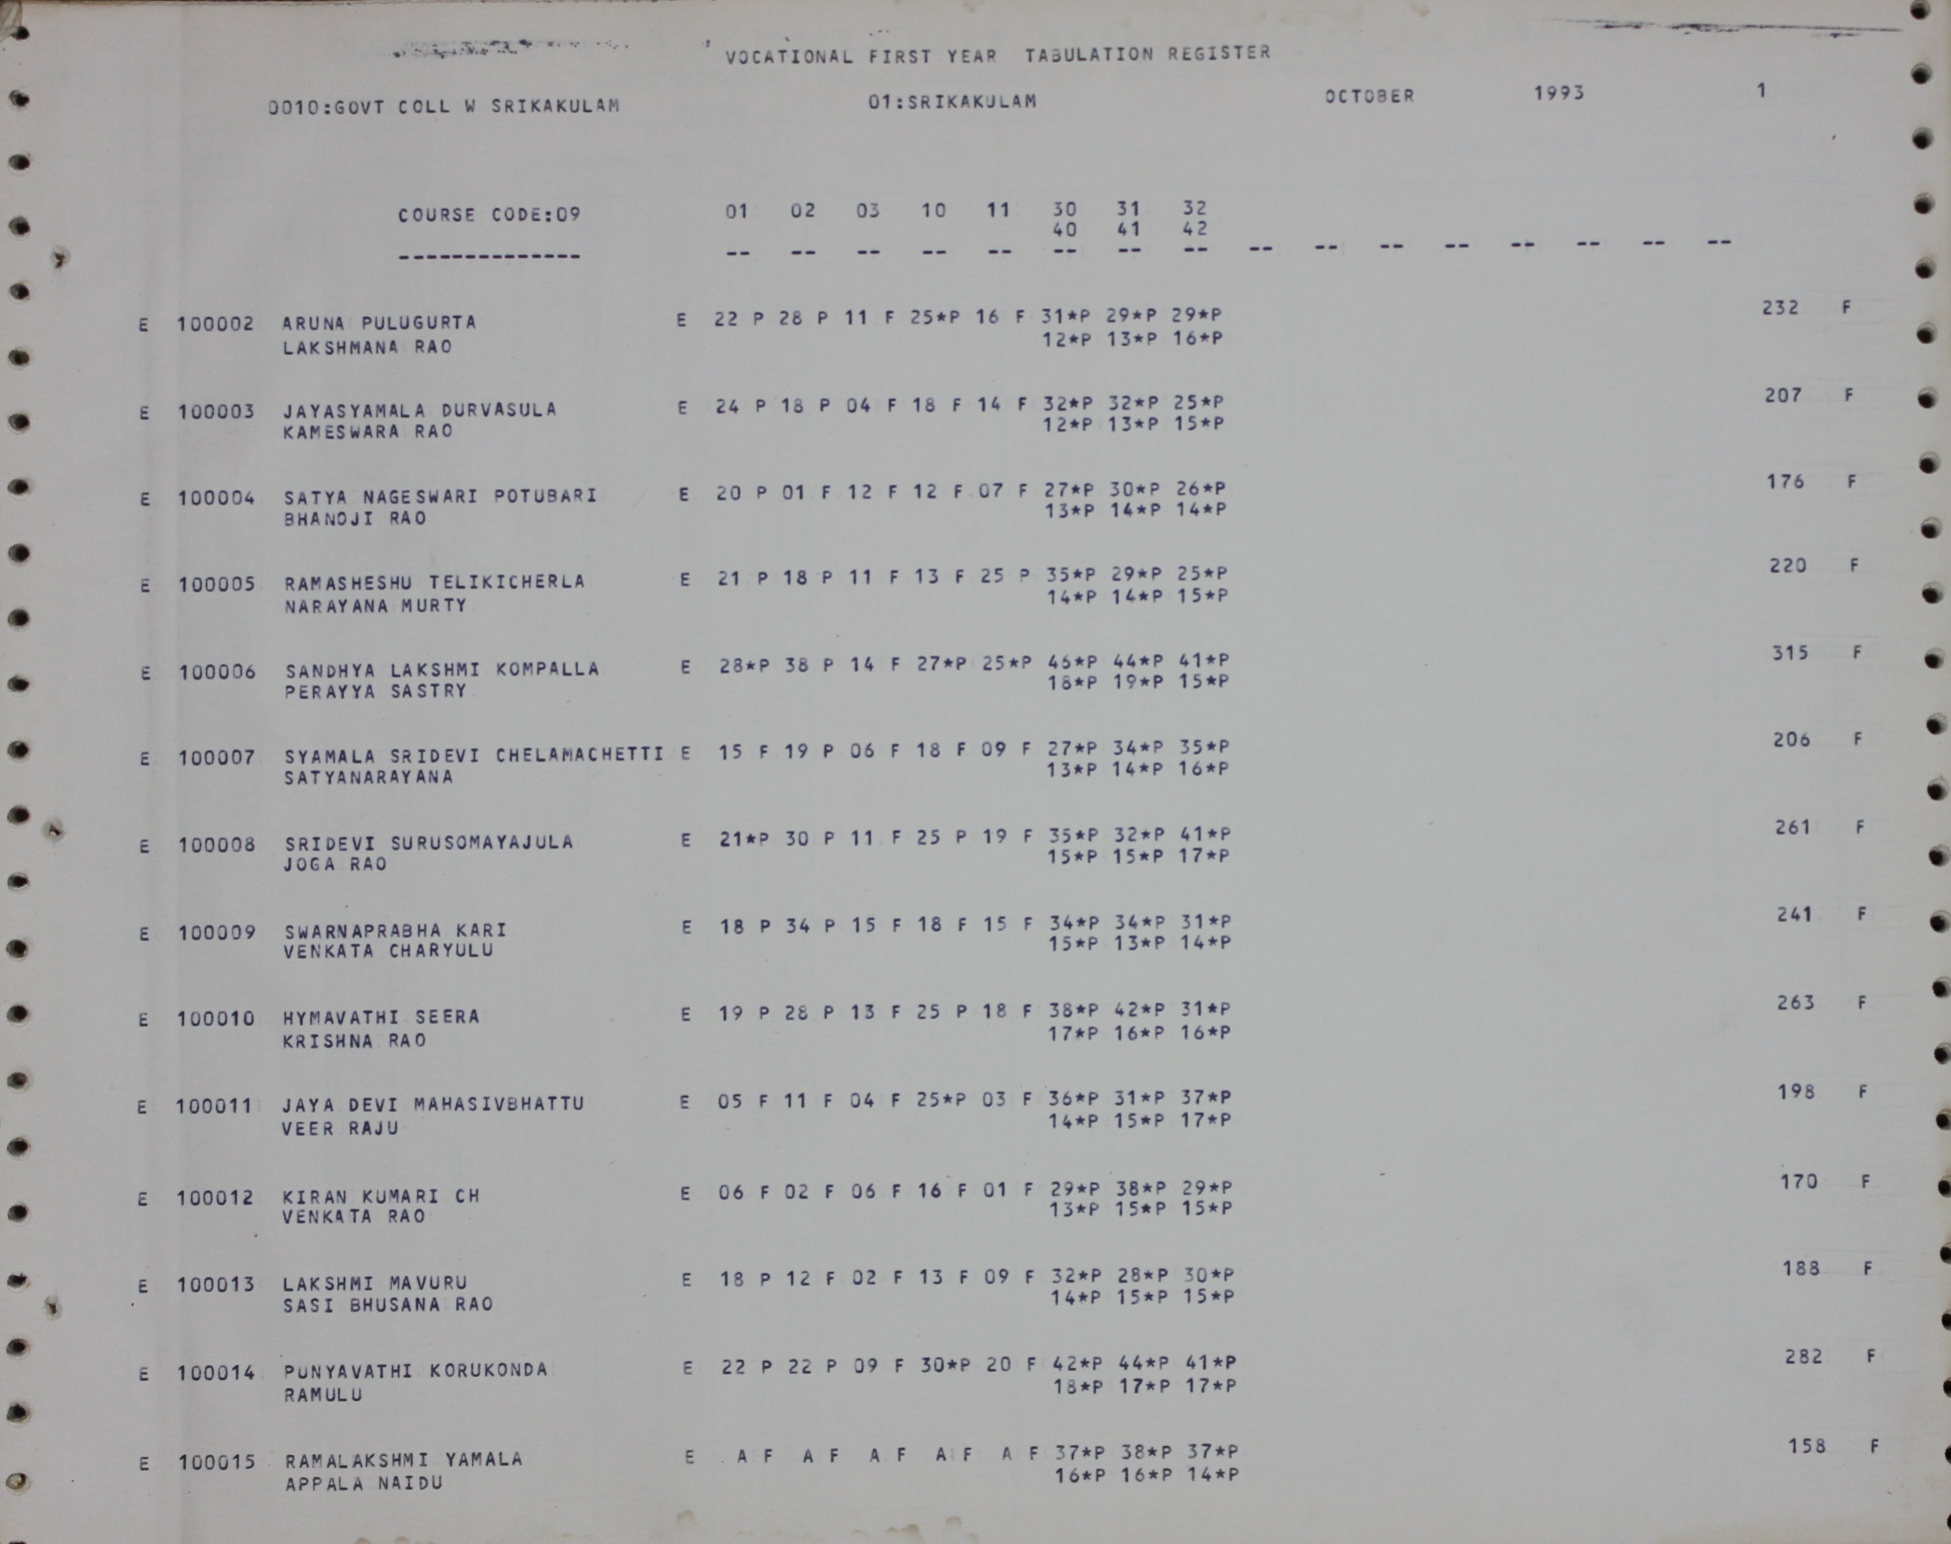 VOCATIONAL FIRST YEAR TABULATION REGISTER
0010:GOVT COLL W SRIKAKULAM 01:SRIKAKULAM OCTOBER 1993 1
COURSE CODE:09 01 02 03 10 11 30 31 32
40 41 42
-------------- -- -- -- -- -- -- -- -- -- -- -- -- -- -- -- --
E 100002 ARUNA PULUGURTA E 22 P 28 P 11 F 25*P 16 F 31*P 29*P 29*P 232 F
LAKSHMANA RAO 12*P 13*P 16*P
E 100003 JAYASYAMALA DURVASULA E 24 P 18 P 04 F 18 F 14 F 32*P 32*P 25*P 207 F
KAMESWARA RAO 12*P 13*P 15*P
E 100004 SATYA NAGESWARI POTUBARI E 20 P 01 F 12 F 12 F 07 F 27*P 30*P 26*P 176 F
BHANOJI RAO 13*P 14*P 14*P
E 100005 RAMASHESHU TELIKICHERLA E 21 P 18 P 11 F 13 F 25 P 35*P 29*P 25*P 220 F
NARAYANA MURTY 14*P 14*P 15*P
E 100006 SANDHYA LAKSHMI KOMPALLA E 28*P 38 P 14 F 27*P 25*P 46*P 44*P 41*P 315 F
PERAYYA SASTRY 18*P 19*P 15*P
E 100007 SYAMALA SRIDEVI CHELAMACHETTI E 15 F 19 P 06 F 18 F 09 F 27*P 34*P 35*P 206 F
SATYANARAYANA 13*P 14*P 16*P
E 100008 SRIDEVI SURUSOMAYAJULA E 21*P 30 P 11 F 25 P 19 F 35*P 32*P 41*P 261 F
JOGA RAO 15*P 15*P 17*P
E 100009 SWARNAPRABHA KARI E 18 P 34 P 15 F 18 F 15 F 34*P 34*P 31*P 241 F
VENKATA CHARYULU 15*P 13*P 14*P
E 100010 HYMAVATHI SEERA E 19 P 28 P 13 F 25 P 18 F 38*P 42*P 31*P 263 F
KRISHNA RAO 17*P 16*P 16*P
E 100011 JAYA DEVI MAHASIVBHATTU E 05 F 11 F 04 F 25*P 03 F 36*P 31*P 37*P 198 F
VEER RAJU 14*P 15*P 17*P
E 100012 KIRAN KUMARI CH E 06 F 02 F 06 F 16 F 01 F 29*P 38*P 29*P 170 F
VENKATA RAO 13*P 15*P 15*P
E 100013 LAKSHMI MAVURU E 18 P 12 F 02 F 13 F 09 F 32*P 28*P 30*P 188 F
SASI BHUSANA RAO 14*P 15*P 15*P
E 100014 PUNYAVATHI KORUKONDA E 22 P 22 P 09 F 30*P 20 F 42*P 44*P 41*P 282 F
RAMULU 18*P 17*P 17*P
E 100015 RAMALAKSHMI YAMALA E A F A F A F A F A F 37*P 38*P 37*P 158 F
APPALA NAIDU 16*P 16*P 14*P